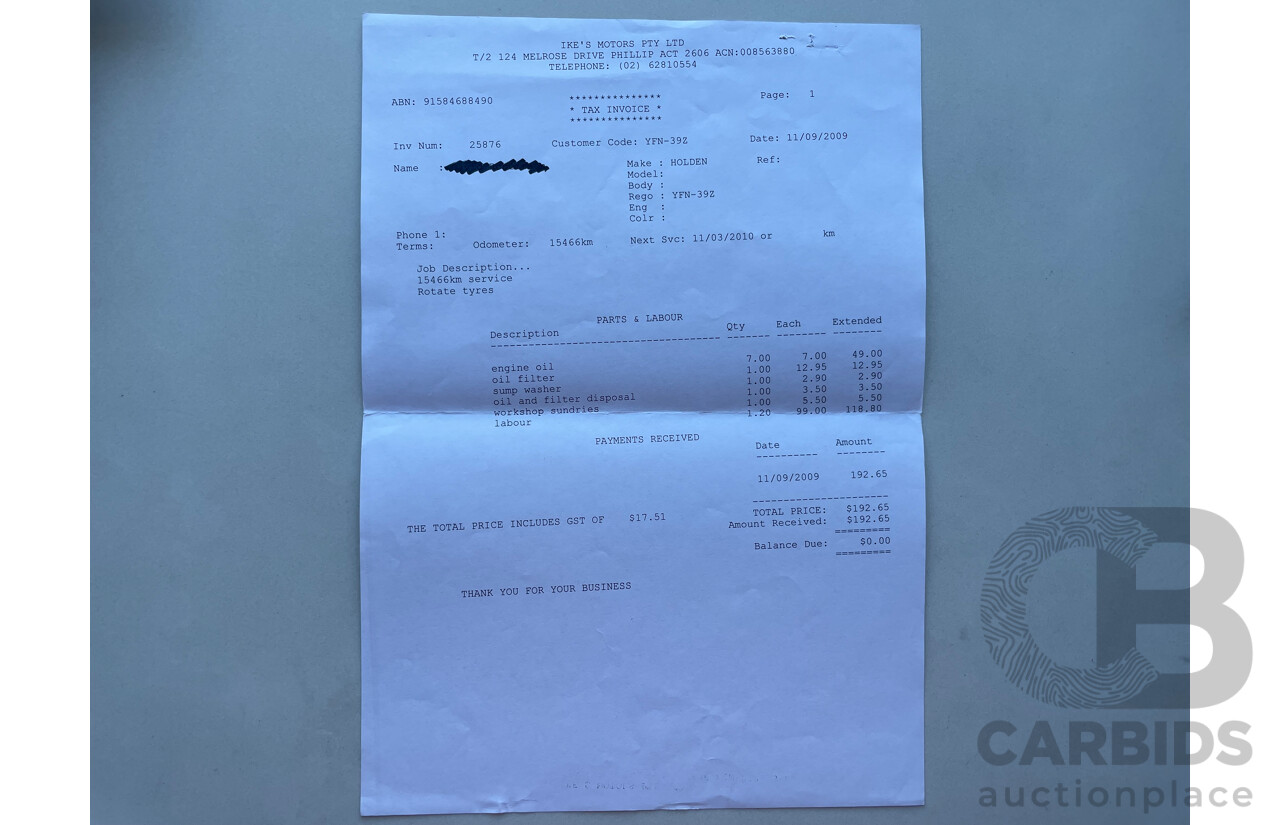 IKE'S MOTORS PTY LTD
T/2 124 MELROSE DRIVE PHILLIP ACT 2606 ACN:008563880
TELEPHONE: (02) 62810554
ABN: 91584688490
***************
* TAX INVOICE *
***************
Page: 1
Inv Num: 25876 Customer Code: YFN-39Z Date: 11/09/2009
Name : Make : HOLDEN Ref:
Model:
Body :
Rego : YFN-39Z
Eng :
Colr :
Phone 1:
Terms: Odometer: 15466km Next Svc: 11/03/2010 or km
Job Description...
15466km service
Rotate tyres
PARTS & LABOUR
Description Qty Each Extended
engine oil 7.00 7.00 49.00
oil filter 1.00 12.95 12.95
sump washer 1.00 2.90 2.90
oil and filter disposal 1.00 3.50 3.50
workshop sundries 1.00 5.50 5.50
labour 1.20 99.00 118.80
PAYMENTS RECEIVED
Date Amount
11/09/2009 192.65
THE TOTAL PRICE INCLUDES GST OF $17.51
TOTAL PRICE: $192.65
Amount Received: $192.65
Balance Due: $0.00
THANK YOU FOR YOUR BUSINESS
CB
CARBIDS
auctionplace